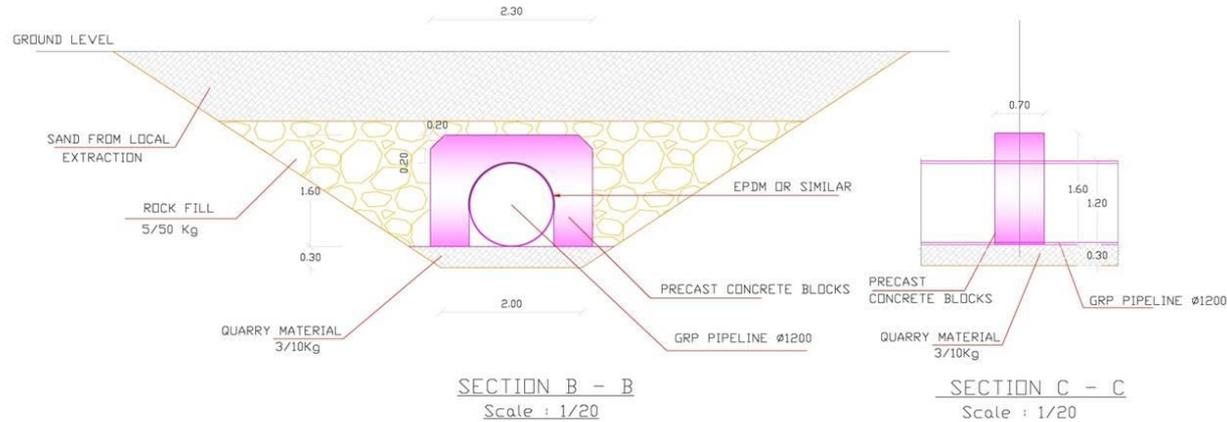 2.30
GROUND LEVEL
SAND FROM LOCAL
EXTRACTION
0.20
0.20
1.60
ROCK FILL
5/50 Kg
0.30
EPDM OR SIMILAR
PRECAST CONCRETE BLOCKS
2.00
QUARRY MATERIAL
3/10Kg
GRP PIPELINE Ø1200
SECTION B - B
Scale : 1/20
0.70
1.60
1.20
0.30
PRECAST
CONCRETE BLOCKS
GRP PIPELINE Ø1200
QUARRY MATERIAL
3/10Kg
SECTION C - C
Scale : 1/20